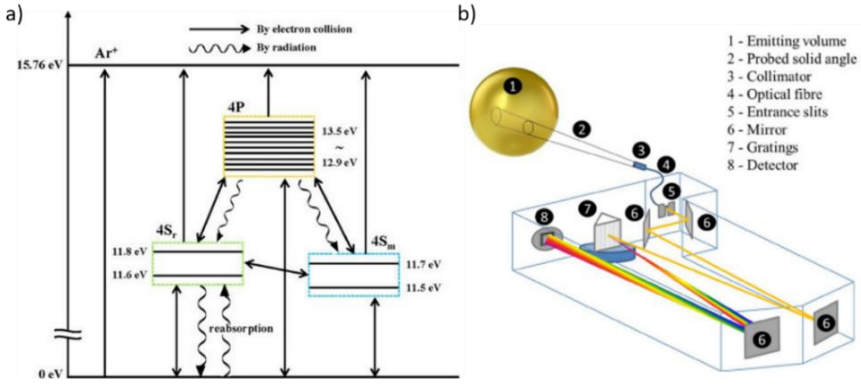 a)
By electron collision
By radiation
Ar+
15.76 eV
4P
13.5 eV
~
12.9 eV
4Sr
11.8 eV
11.6 eV
4Sm
11.7 eV
11.5 eV
reabsorption
0 eV
b)
1 - Emitting volume
2 - Probed solid angle
3 - Collimator
4 - Optical fibre
5 - Entrance slits
6 - Mirror
7 - Gratings
8 - Detector
1
2
3
4
5
6
7
6
8
6
6